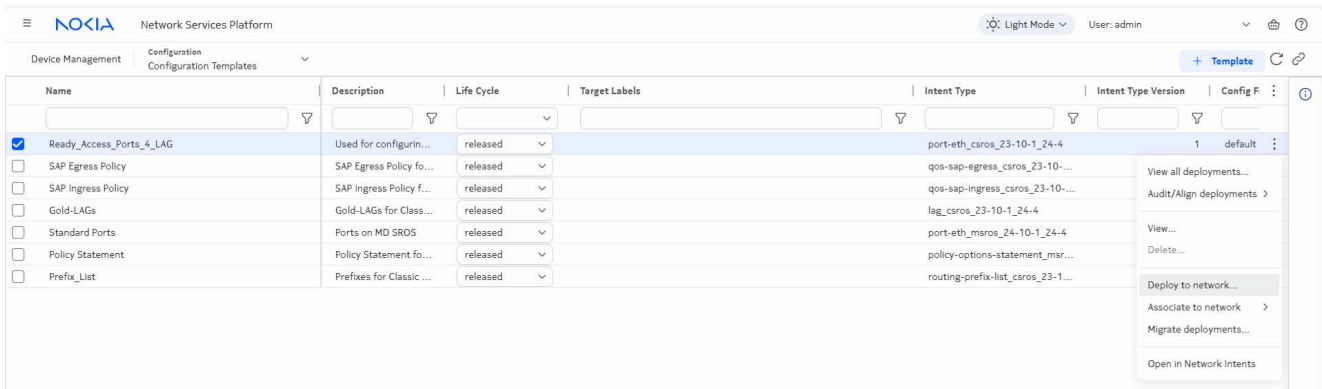 NOKIA Network Services Platform Light Mode User: admin
Device Management Configuration
Configuration Templates
+ Template
Name Description Life Cycle Target Labels Intent Type Intent Type Version Config F
Ready_Access_Ports_4_LAG Used for configurin... released port-eth_csros_23-10-1_24-4 1 default
SAP Egress Policy SAP Egress Policy fo... released qos-sap-egress_csros_23-10-...
SAP Ingress Policy SAP Ingress Policy f... released qos-sap-ingress_csros_23-10-...
Gold-LAGs Gold-LAGs for Class... released lag_csros_23-10-1_24-4
Standard Ports Ports on MD SROS released port-eth_msros_24-10-1_24-4
Policy Statement Policy Statement fo... released policy-options-statement_msr...
Prefix_List Prefixes for Classic ... released routing-prefix-list_csros_23-1...
View all deployments...
Audit/Align deployments
View...
Delete...
Deploy to network...
Associate to network
Migrate deployments...
Open in Network Intents